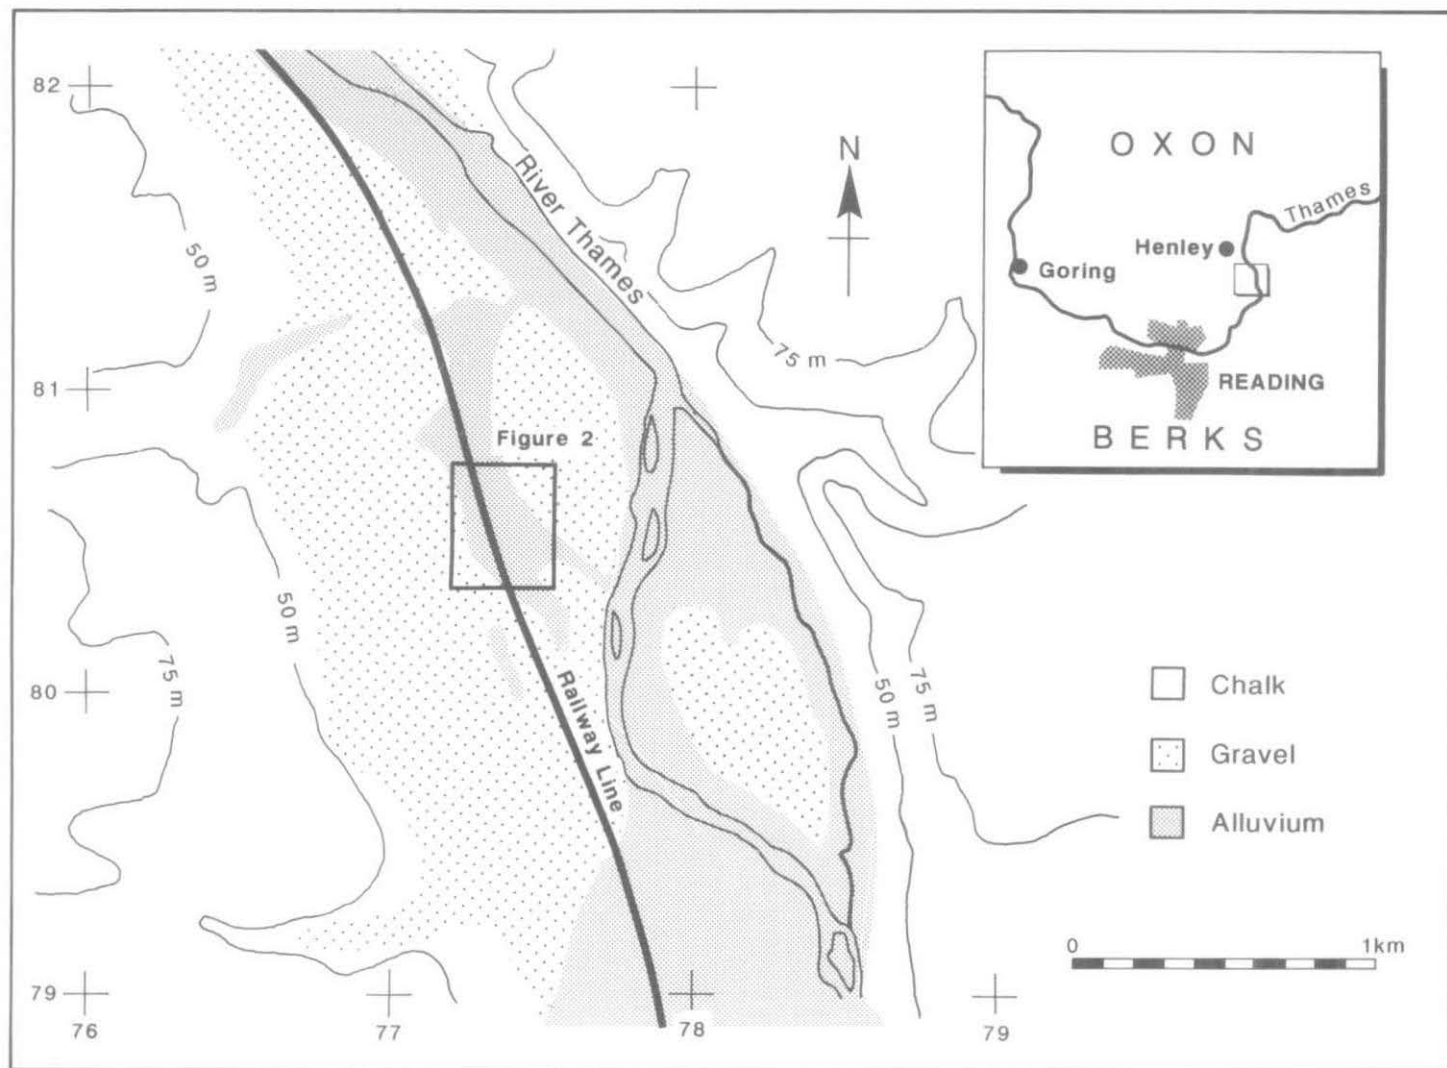 82
81
80
79
76
77
78
79
50 m
50 m
75 m
River Thames
Figure 2
Railway Line
N
75 m
50 m
75 m
OXON
Thames
Henley
Goring
READING
BERKS
Chalk
Gravel
Alluvium
0 1km